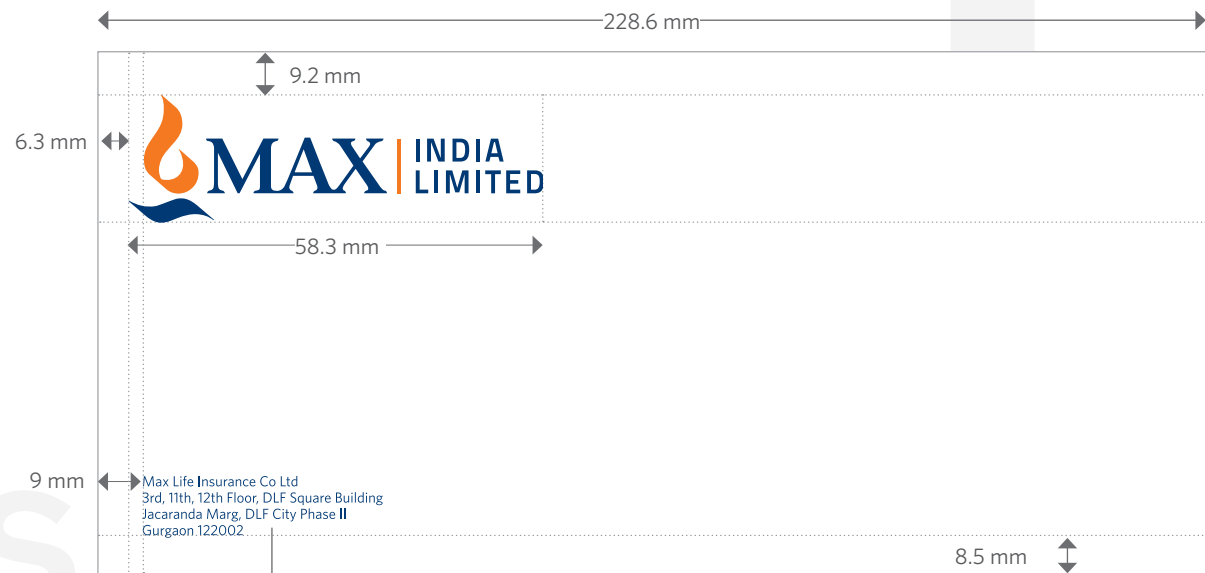 228.6 mm
9.2 mm
6.3 mm
MAX | INDIA LIMITED
58.3 mm
9 mm
Max Life Insurance Co Ltd
3rd, 11th, 12th Floor, DLF Square Building
Jacaranda Marg, DLF City Phase II
Gurgaon 122002
8.5 mm